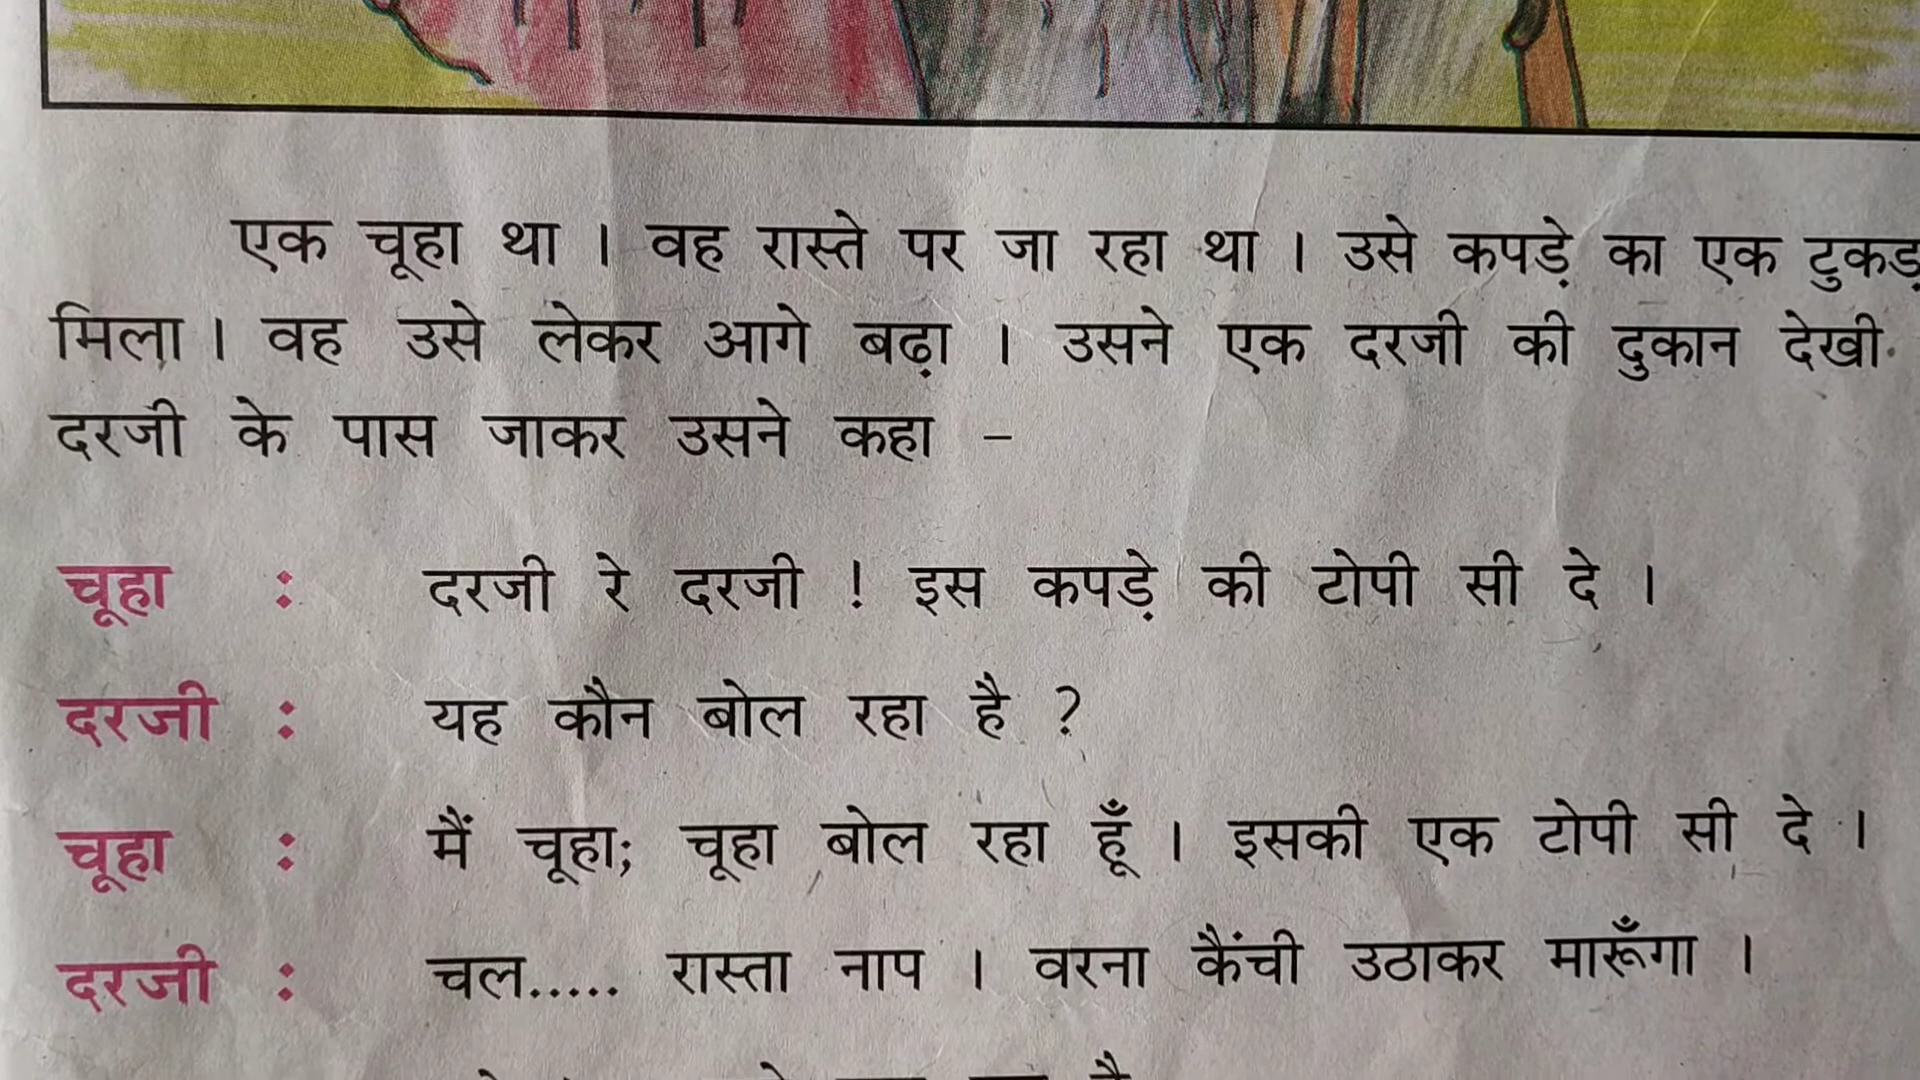 एक चूहा था । वह रास्ते पर जा रहा था । उसे कपड़े का एक टुकड़
मिला । वह उसे लेकर आगे बढ़ा । उसने एक दरजी की दुकान देखी
दरजी के पास जाकर उसने कहा –
चूहा : दरजी रे दरजी ! इस कपड़े की टोपी सी दे ।
दरजी : यह कौन बोल रहा है ?
चूहा : मैं चूहा; चूहा बोल रहा हूँ । इसकी एक टोपी सी दे ।
दरजी : चल..... रास्ता नाप । वरना कैंची उठाकर मारूँगा ।